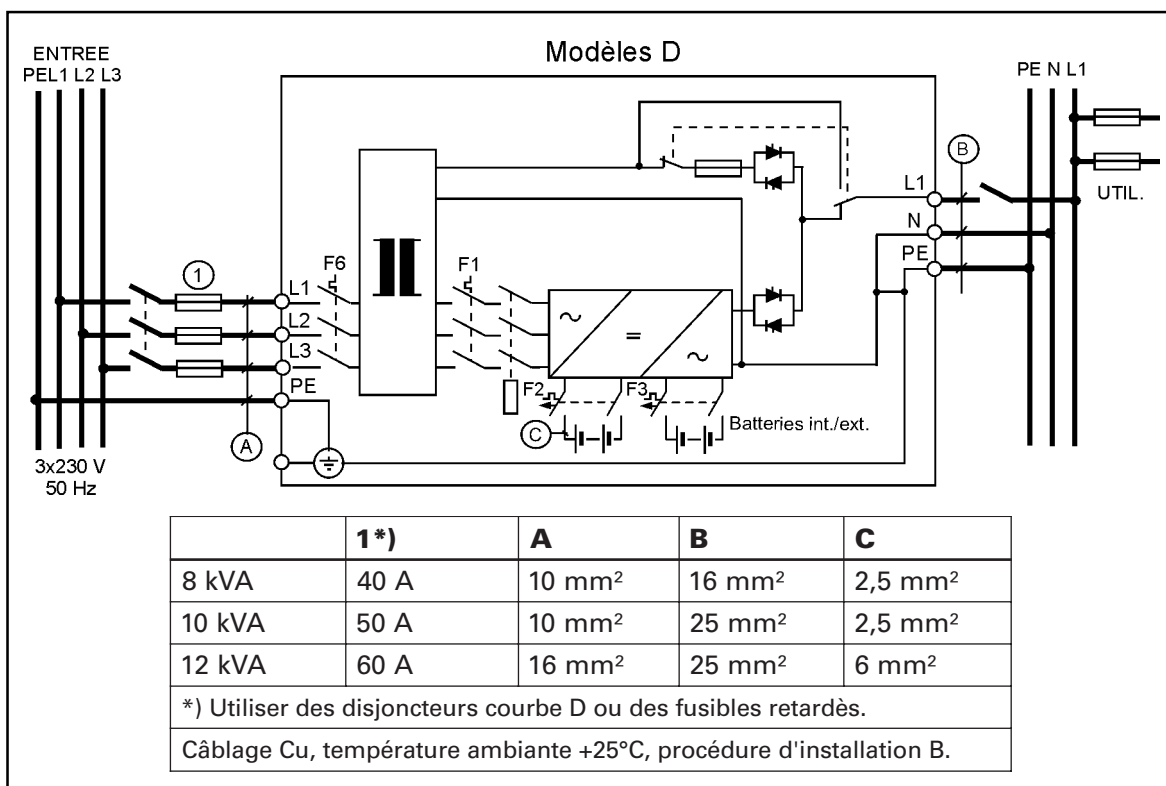 Modèles D
ENTREE
PE L1 L2 L3
PE N L1
B
L1
UTIL.
N
1
F6
F1
PE
L1
L2
~
=
~
L3
PE
F2
F3
Batteries int./ext.
A
C
3x230 V
50 Hz
1*) A B C
8 kVA 40 A 10 mm² 16 mm² 2,5 mm²
10 kVA 50 A 10 mm² 25 mm² 2,5 mm²
12 kVA 60 A 16 mm² 25 mm² 6 mm²
*) Utiliser des disjoncteurs courbe D ou des fusibles retardès.
Câblage Cu, température ambiante +25°C, procédure d'installation B.